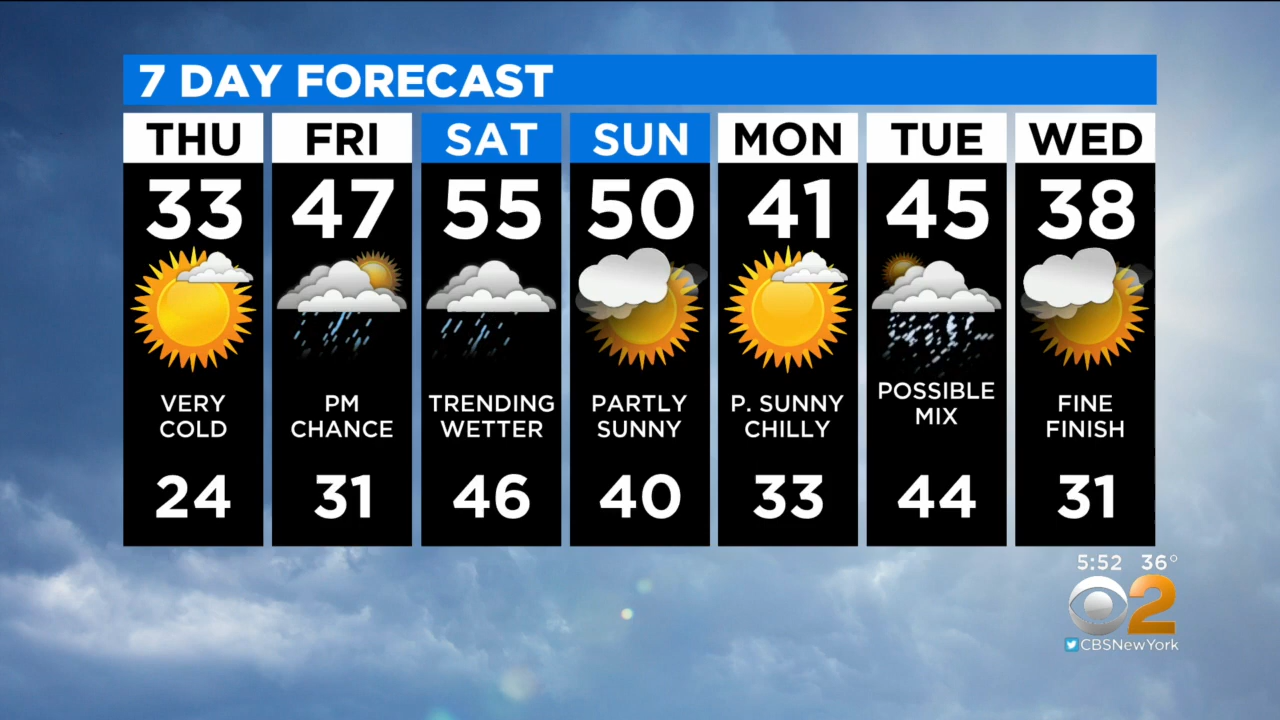 7 DAY FORECAST
THU FRI SAT SUN MON TUE WED
33 47 55 50 41 45 38
VERY COLD
PM CHANCE
TRENDING WETTER
PARTLY SUNNY
P. SUNNY CHILLY
POSSIBLE MIX
FINE FINISH
24 31 46 40 33 44 31
5:52 36°
2
CBSNewYork